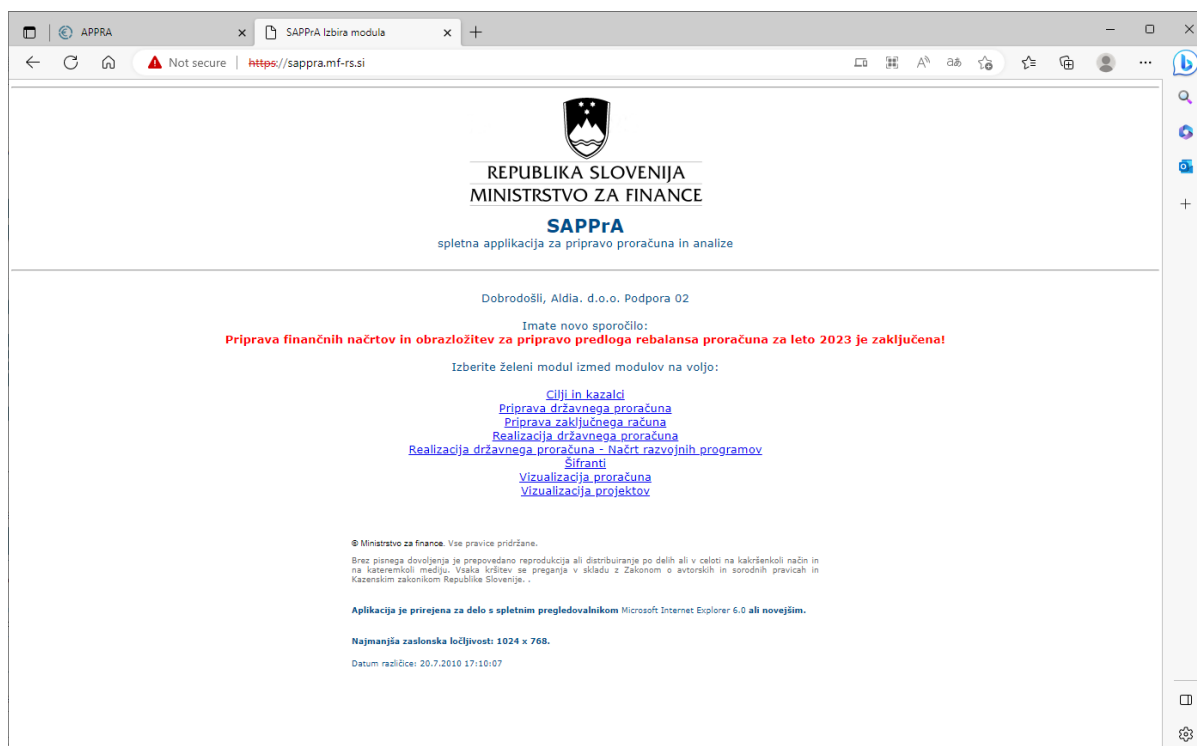 APPRA
SAPPrA Izbira modula
Not secure
https://sappra.mf-rs.si
REPUBLIKA SLOVENIJA
MINISTRSTVO ZA FINANCE
SAPPrA
spletna applikacija za pripravo proračuna in analize
Dobrodošli, Aldia. d.o.o. Podpora 02
Imate novo sporočilo:
Priprava finančnih načrtov in obrazložitev za pripravo predloga rebalansa proračuna za leto 2023 je zaključena!
Izberite želeni modul izmed modulov na voljo:
Cilji in kazalci
Priprava državnega proračuna
Priprava zaključnega računa
Realizacija državnega proračuna
Realizacija državnega proračuna - Načrt razvojnih programov
Šifranti
Vizualizacija proračuna
Vizualizacija projektov
© Ministrstvo za finance. Vse pravice pridržane.
Brez pisnega dovoljenja je prepovedano reprodukcija ali distribuiranje po delih ali v celoti na kakršenkoli način in
na kateremkoli mediju. Vsaka kršitev se preganja v skladu z Zakonom o avtorskih in sorodnih pravicah in
Kazenskim zakonikom Republike Slovenije. .
Aplikacija je prirejena za delo s spletnim pregledovalnikom Microsoft Internet Explorer 6.0 ali novejšim.
Najmanjša zaslonska ločljivost: 1024 x 768.
Datum različice: 20.7.2010 17:10:07